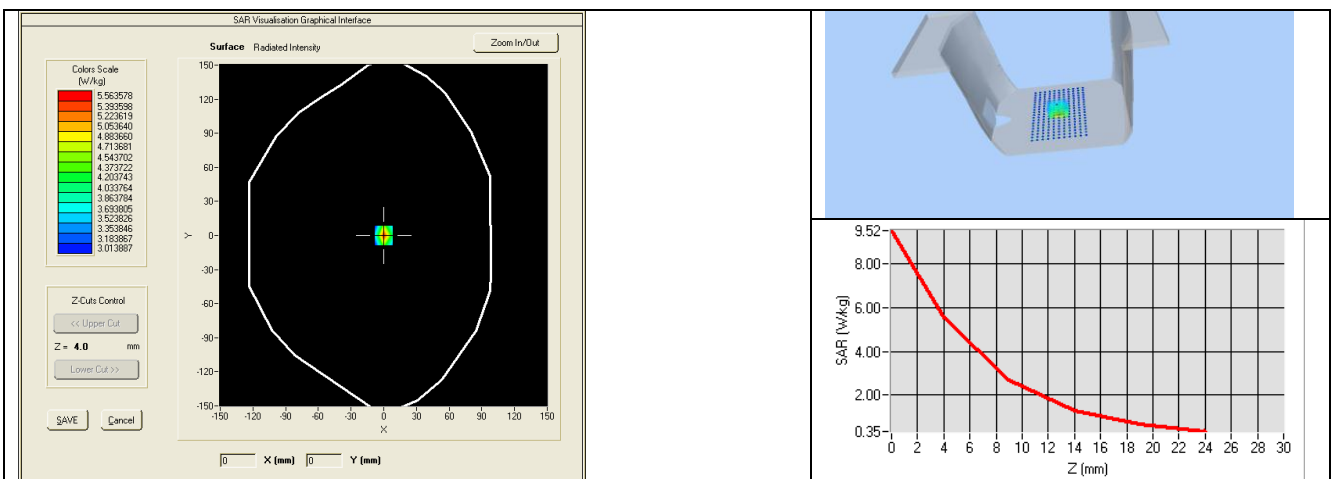 SAR Visualisation Graphical Interface
Surface Radiated Intensity
Zoom In/Out
Colors Scale
(W/kg)
5.563578
5.393598
5.223619
5.053640
4.883660
4.713681
4.543702
4.373722
4.203743
4.033764
3.863784
3.693805
3.523826
3.353846
3.183867
3.013887
Z-Cuts Control
<< Upper Cut
Z = 4.0 mm
Lower Cut >>
SAVE Cancel
150-
120-
90-
60-
30-
0-
-30-
-60-
-90-
-120-
-150-
Y
-150 -120 -90 -60 -30 0 30 60 90 120 150
X
0 X (mm) 0 Y (mm)
9.52-
8.00-
6.00-
4.00-
2.00-
0.35-
SAR (W/kg)
0 2 4 6 8 10 12 14 16 18 20 22 24 26 28 30
Z (mm)